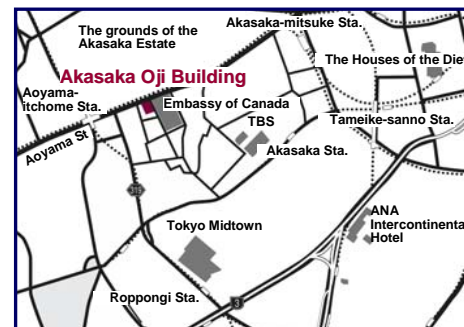 Akasaka-mitsuke Sta.
The grounds of the
Akasaka Estate
The Houses of the Diet
Akasaka Oji Building
Aoyama-
itchome Sta.
Embassy of Canada
TBS
Tameike-sanno Sta.
Aoyama St
Akasaka Sta.
319
Tokyo Midtown
ANA
Intercontinenta
Hotel
Roppongi Sta.
3